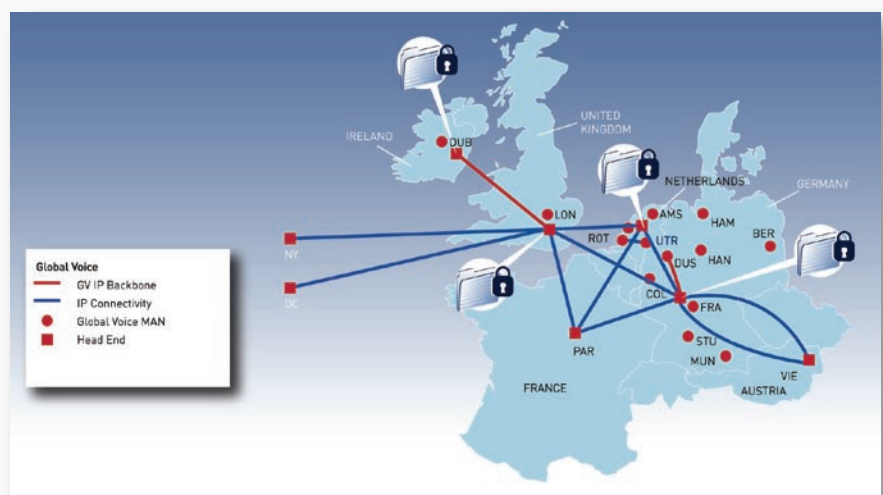 IRELAND
DUB
UNITED
KINGDOM
NETHERLANDS
GERMANY
LON
AMS
HAM
BER
ROT
UTR
HAN
DUS
NY
DC
COL
FRA
PAR
STU
MUN
VIE
FRANCE
AUSTRIA
Global Voice
GV IP Backbone
IP Connectivity
Global Voice MAN
Head End